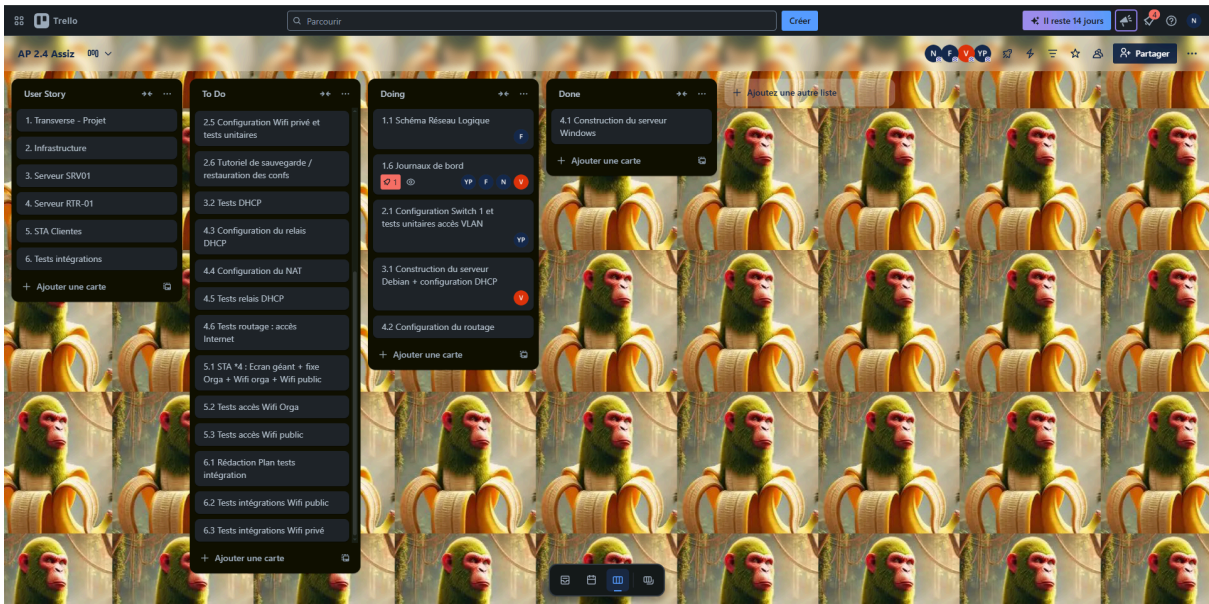 Trello
Parcourir
Créer
Il reste 14 jours
4
N
AP 2.4 Assiz
N F V YP
Partager
User Story
1. Transverse - Projet
2. Infrastructure
3. Serveur SRV01
4. Serveur RTR-01
5. STA Clientes
6. Tests intégrations
+ Ajouter une carte
To Do
2.5 Configuration Wifi privé et
tests unitaires
2.6 Tutoriel de sauvegarde /
restauration des confs
3.2 Tests DHCP
4.3 Configuration du relais
DHCP
4.4 Configuration du NAT
4.5 Tests relais DHCP
4.6 Tests routage : accès
Internet
5.1 STA *4 : Ecran géant + fixe
Orga + Wifi orga + Wifi public
5.2 Tests accès Wifi Orga
5.3 Tests accès Wifi public
6.1 Rédaction Plan tests
intégration
6.2 Tests intégrations Wifi public
6.3 Tests intégrations Wifi privé
+ Ajouter une carte
Doing
1.1 Schéma Réseau Logique
F
1.6 Journaux de bord
1 YP F N V
2.1 Configuration Switch 1 et
tests unitaires accès VLAN
YP
3.1 Construction du serveur
Debian + configuration DHCP
V
4.2 Configuration du routage
+ Ajouter une carte
Done
4.1 Construction du serveur
Windows
+ Ajouter une carte
+ Ajoutez une autre liste